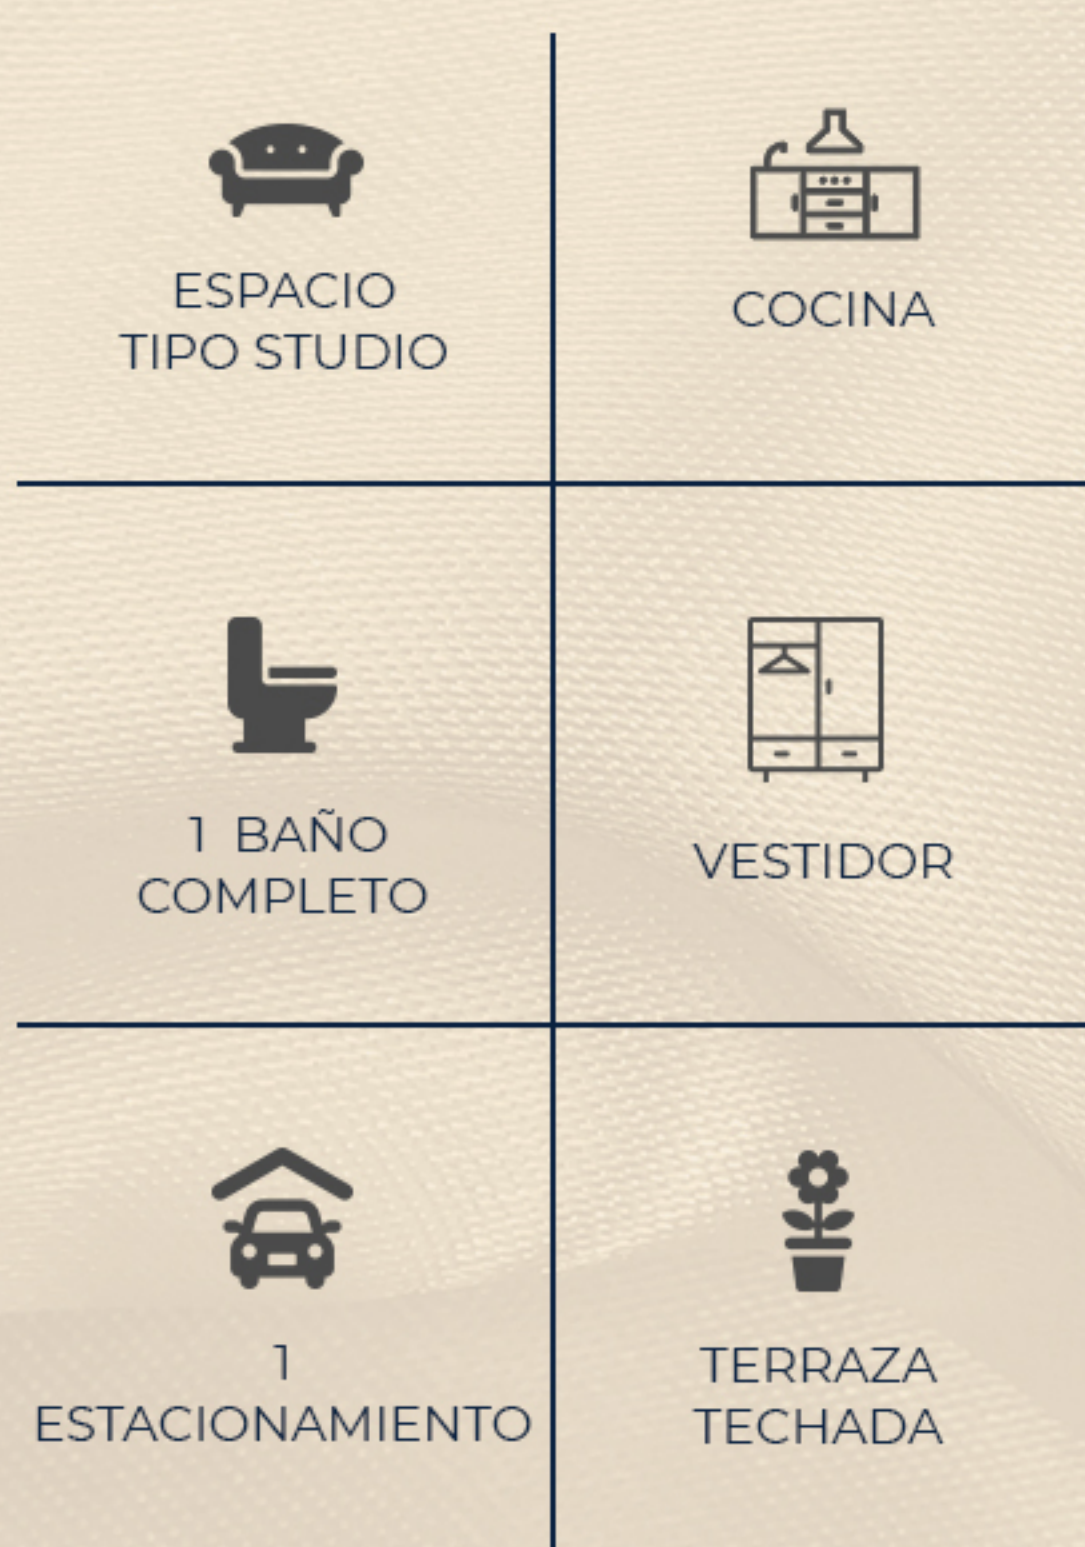 ESPACIO
TIPO STUDIO
COCINA
1 BAÑO
COMPLETO
VESTIDOR
1
ESTACIONAMIENTO
TERRAZA
TECHADA